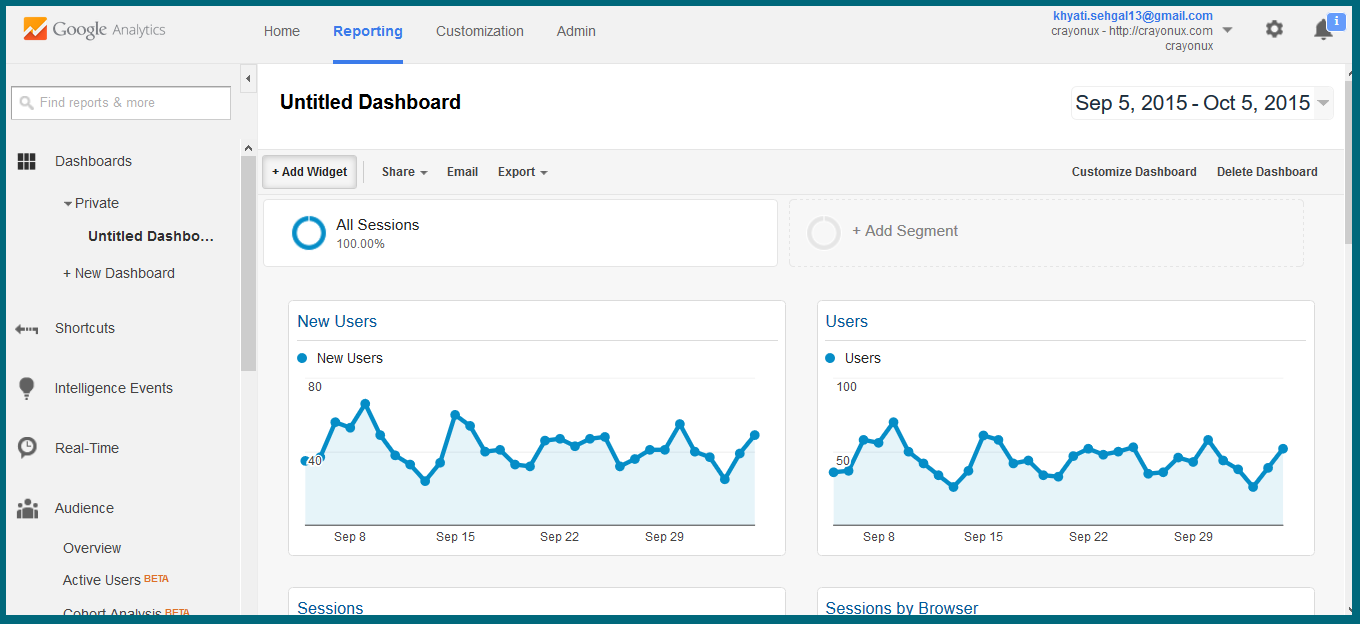 Google Analytics
Home
Reporting
Customization
Admin
khyati.sehgal13@gmail.com
crayonux - http://crayonux.com
crayonux
i
Find reports & more
Dashboards
Private
Untitled Dashbo...
+ New Dashboard
Shortcuts
Intelligence Events
Real-Time
Audience
Overview
Active Users BETA
Cohort Analysis BETA
Untitled Dashboard
Sep 5, 2015 - Oct 5, 2015
+ Add Widget
Share
Email
Export
Customize Dashboard
Delete Dashboard
All Sessions
100.00%
+ Add Segment
New Users
New Users
80
40
Sep 8
Sep 15
Sep 22
Sep 29
Users
Users
100
50
Sep 8
Sep 15
Sep 22
Sep 29
Sessions
Sessions by Browser